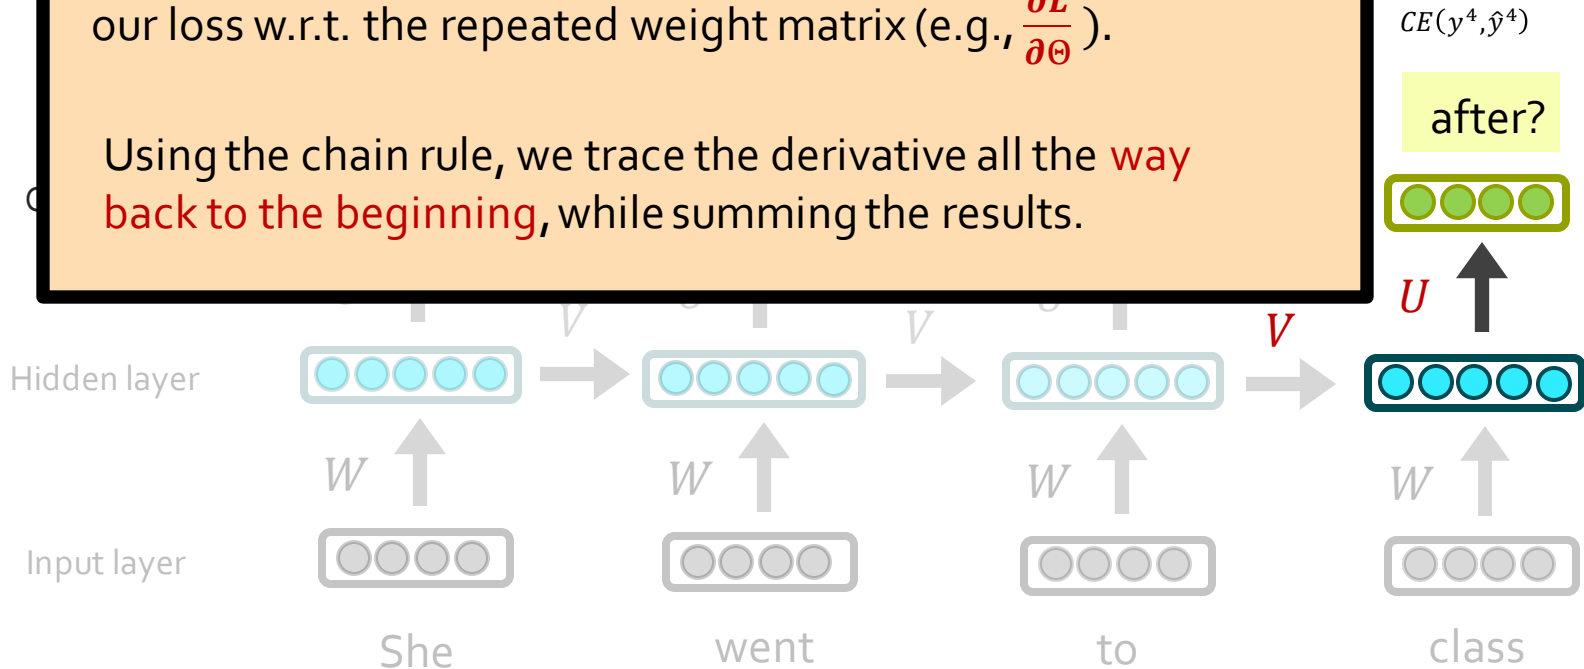 our loss w.r.t. the repeated weight matrix (e.g., ∂L/∂Θ ).
CE(y⁴,ŷ⁴)
after?
Using the chain rule, we trace the derivative all the way
back to the beginning, while summing the results.
U
V V V
Hidden layer
W W W W
Input layer
She went to class